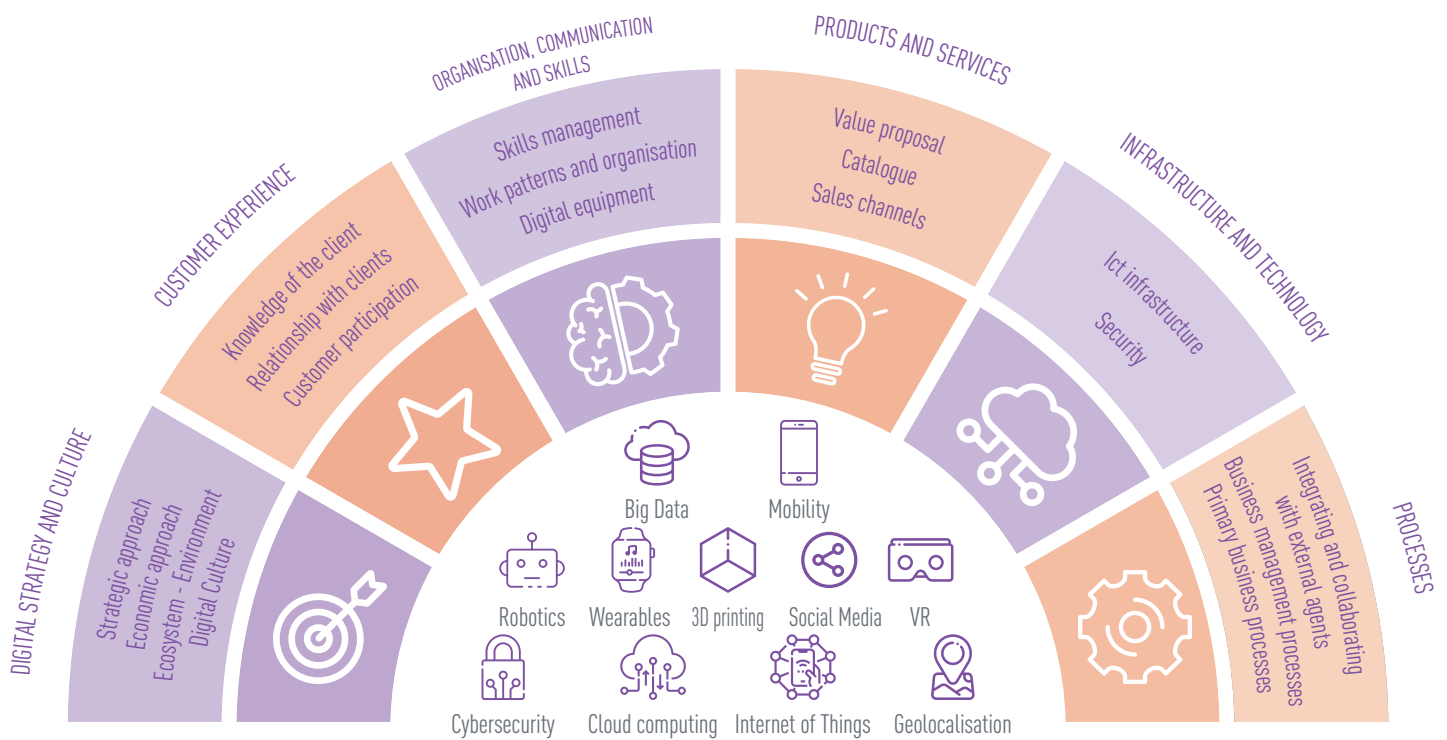 DIGITAL STRATEGY AND CULTURE
Strategic approach
Economic approach
Ecosystem - Environment
Digital Culture
CUSTOMER EXPERIENCE
Knowledge of the client
Relationship with clients
Customer participation
ORGANISATION, COMMUNICATION
AND SKILLS
Skills management
Work patterns and organisation
Digital equipment
PRODUCTS AND SERVICES
Value proposal
Catalogue
Sales channels
INFRASTRUCTURE AND TECHNOLOGY
Ict infrastructure
Security
PROCESSES
Integrating and collaborating
with external agents
Business management processes
Primary business processes
Big Data
Mobility
Robotics
Wearables
3D printing
Social Media
VR
Cybersecurity
Cloud computing
Internet of Things
Geolocalisation